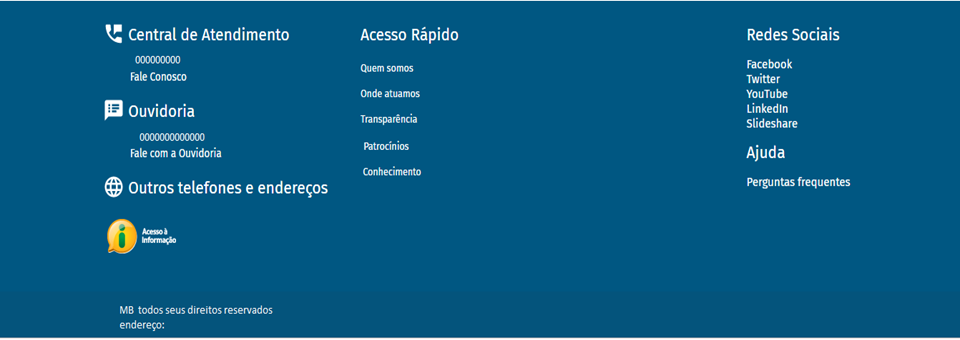 Central de Atendimento
000000000
Fale Conosco
Ouvidoria
0000000000000
Fale com a Ouvidoria
Outros telefones e endereços
i
Acesso à
Informação
Acesso Rápido
Quem somos
Onde atuamos
Transparência
Patrocínios
Conhecimento
Redes Sociais
Facebook
Twitter
YouTube
LinkedIn
Slideshare
Ajuda
Perguntas frequentes
MB todos seus direitos reservados
endereço: